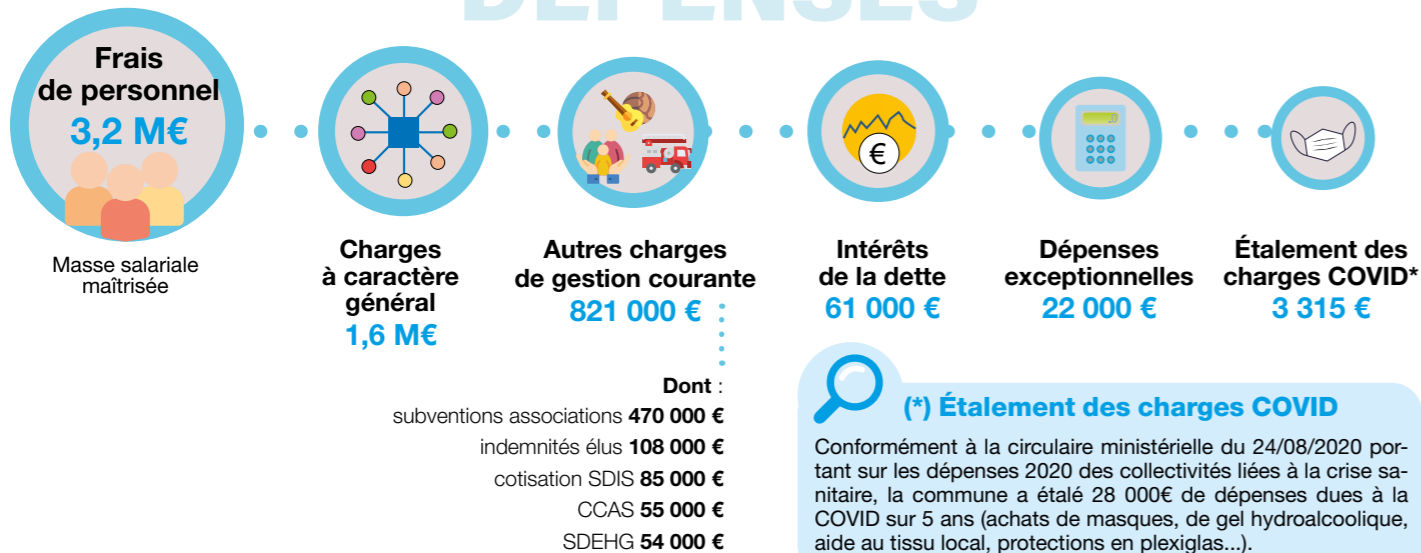 DÉPENSES
Frais
de personnel
3,2 M€
Masse salariale
maîtrisée
Charges
à caractère
général
1,6 M€
Autres charges
de gestion courante
821 000 €
Dont :
subventions associations 470 000 €
indemnités élus 108 000 €
cotisation SDIS 85 000 €
CCAS 55 000 €
SDEHG 54 000 €
€
Intérêts
de la dette
61 000 €
Dépenses
exceptionnelles
22 000 €
Étalement des
charges COVID*
3 315 €
(*) Étalement des charges COVID
Conformément à la circulaire ministérielle du 24/08/2020 por-
tant sur les dépenses 2020 des collectivités liées à la crise sa-
nitaire, la commune a étalé 28 000€ de dépenses dues à la
COVID sur 5 ans (achats de masques, de gel hydroalcoolique,
aide au tissu local, protections en plexiglas...).